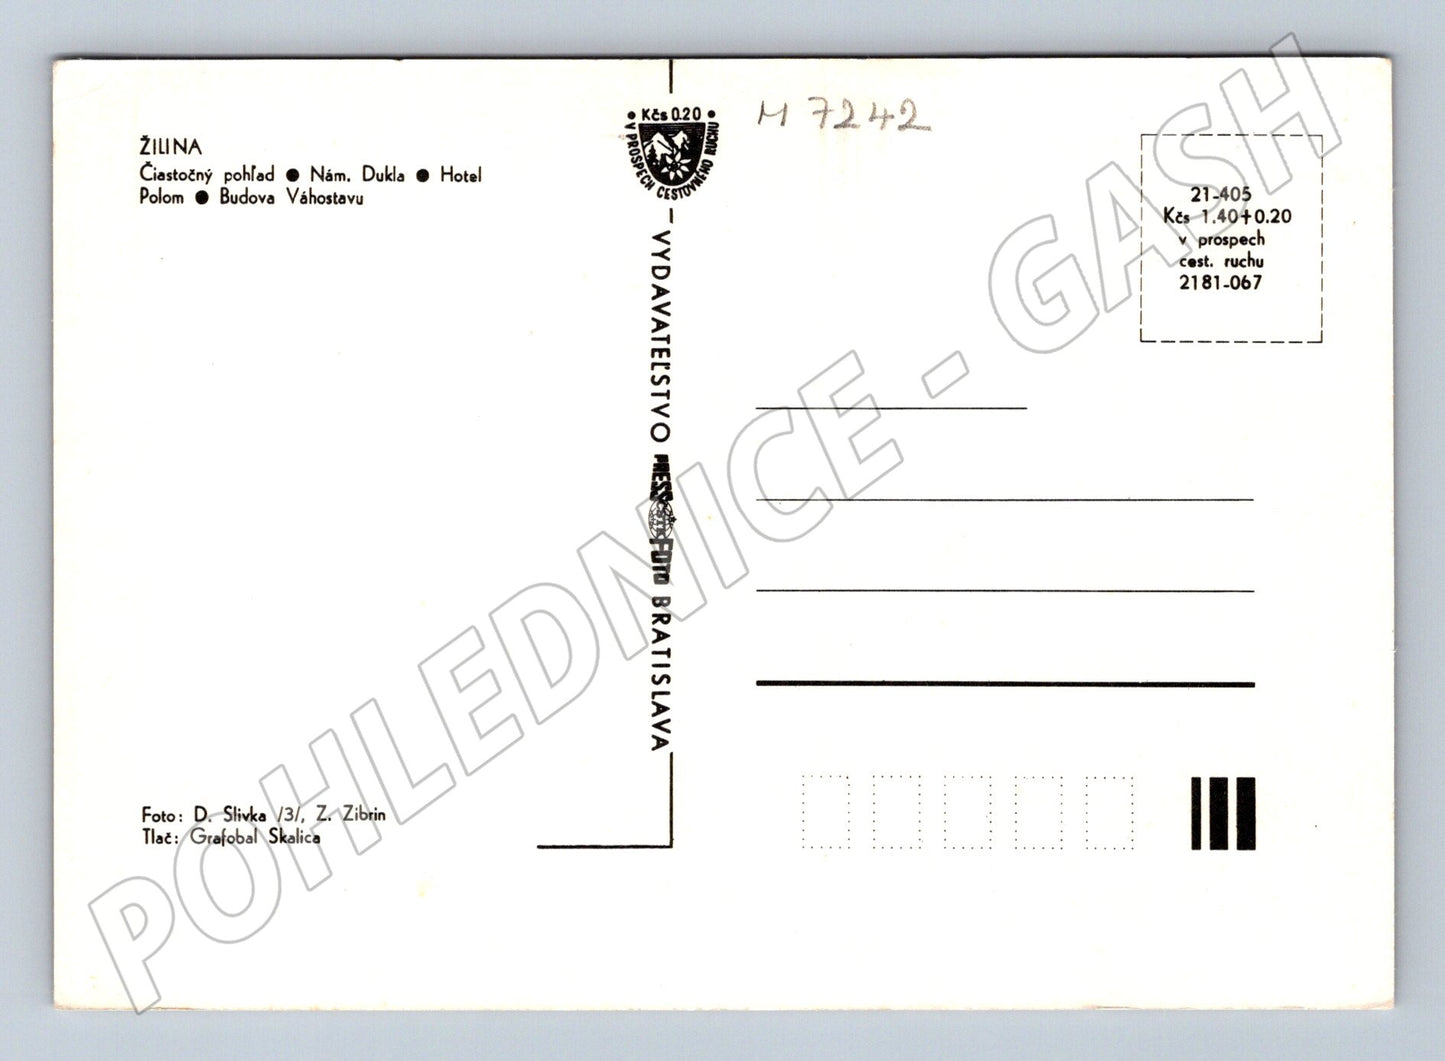 ŽILINA
Čiastočný pohľad ● Nám. Dukla ● Hotel
Polom ● Budova Váhostavu
• Kčs 0.20 •
V PROSPECH CESTOVNÉHO RUCHU
M 7242
21-405
Kčs 1.40+0.20
v prospech
cest. ruchu
2181-067
VYDAVATEĽSTVO PRESSFOTO BRATISLAVA
ČSTK
Foto: D. Slivka /3/, Z. Zibrin
Tlač: Grafobal Skalica
POHLEDNICE - GASH